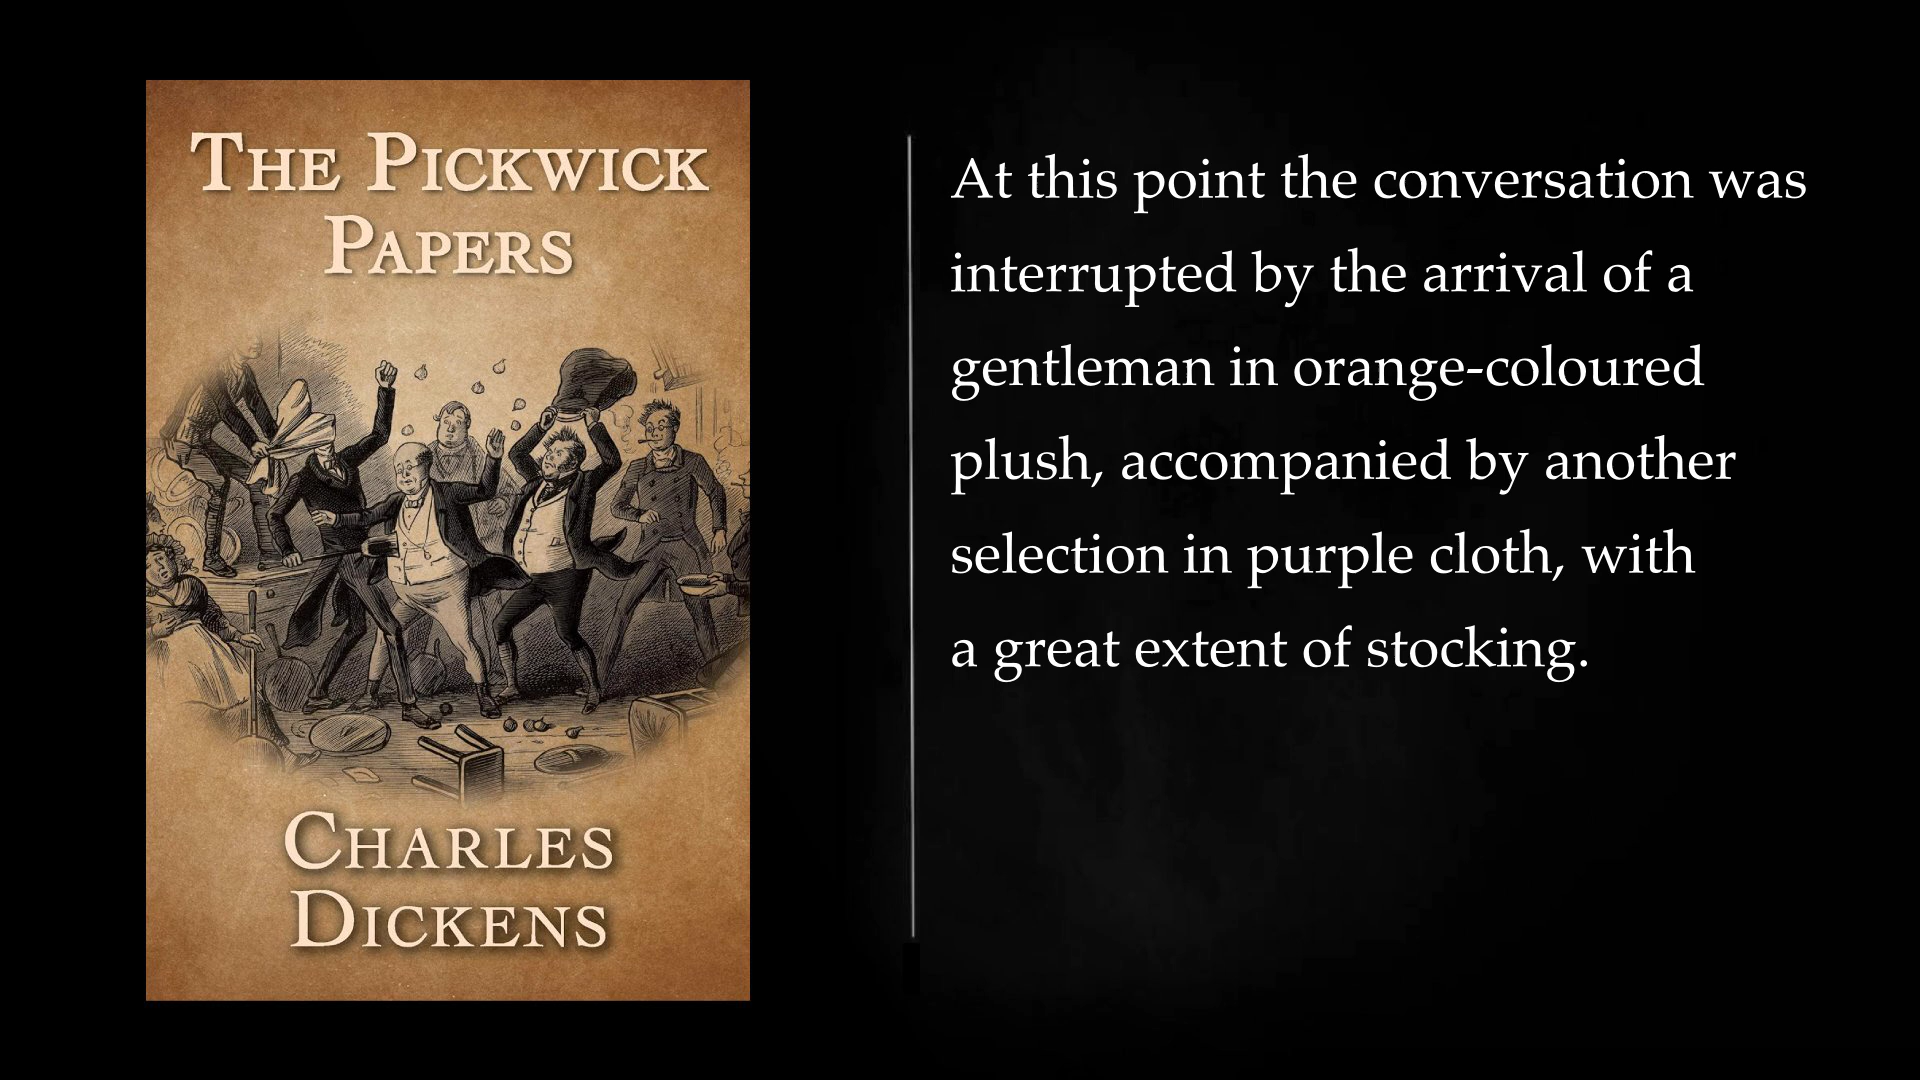 The Pickwick
Papers
Charles
Dickens
At this point the conversation was
interrupted by the arrival of a
gentleman in orange-coloured
plush, accompanied by another
selection in purple cloth, with
a great extent of stocking.